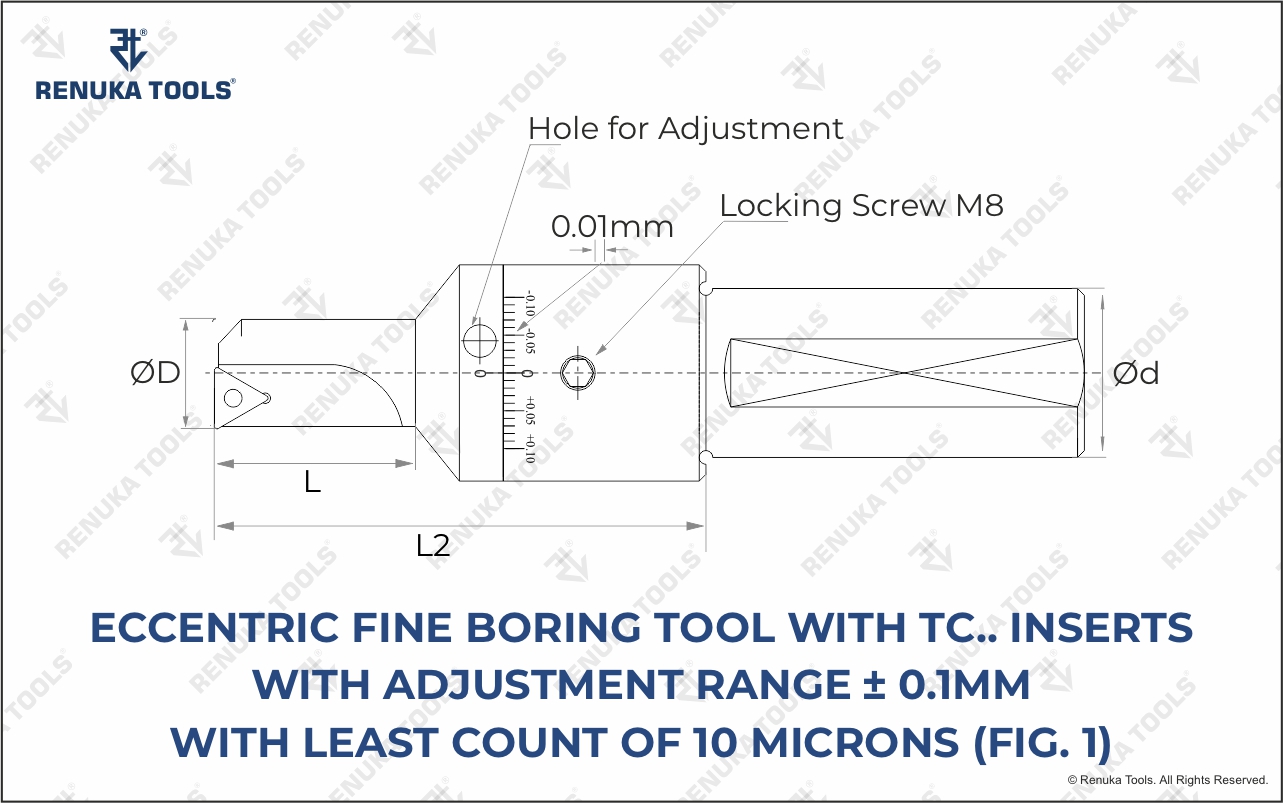 RENUKA TOOLS®
Hole for Adjustment
Locking Screw M8
0.01mm
-0.10
-0.05
0 0
+0.05
+0.10
ØD
Ød
L
L2
ECCENTRIC FINE BORING TOOL WITH TC.. INSERTS
WITH ADJUSTMENT RANGE ± 0.1MM
WITH LEAST COUNT OF 10 MICRONS (FIG. 1)
© Renuka Tools. All Rights Reserved.